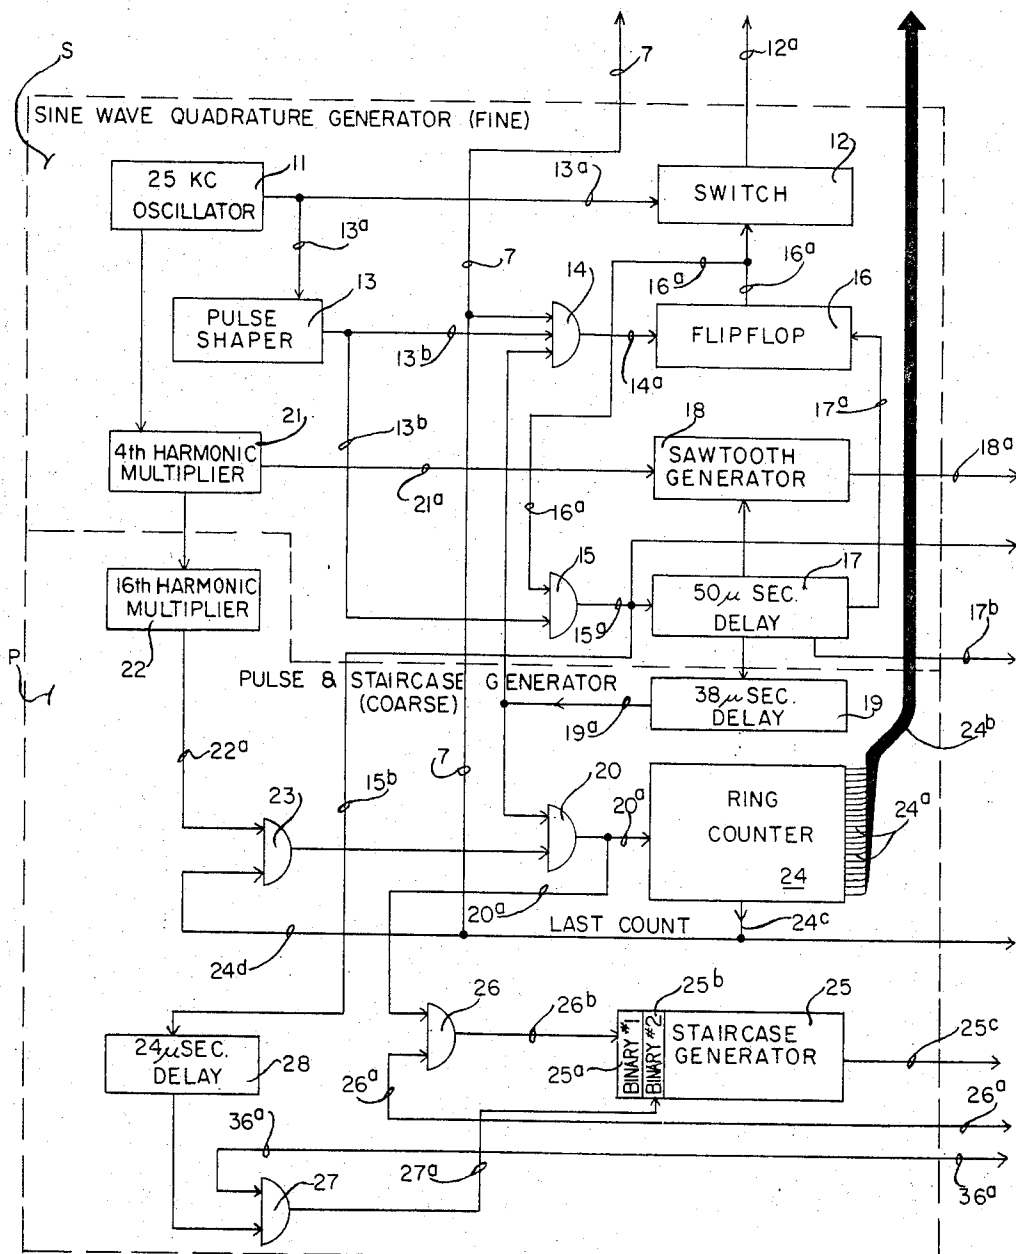 7
12a
S
SINE WAVE QUADRATURE GENERATOR (FINE)
11
12
25 KC
OSCILLATOR
13a
SWITCH
13a
7
16a
16a
13
14
16
PULSE
SHAPER
FLIPFLOP
13b
14a
17a
21
13b
18
4th HARMONIC
MULTIPLIER
SAWTOOTH
GENERATOR
18a
21a
16a
15
17
16th HARMONIC
MULTIPLIER
50μ SEC.
DELAY
15a
17b
22
P
PULSE & STAIRCASE GENERATOR
(COARSE)
38μ SEC.
DELAY
19
19a
24b
22a
15b
7
20
20a
23
RING
COUNTER
24a
24
20a
LAST COUNT
24c
24d
26
26b
25b
25
24μ SEC.
DELAY
28
25a
BINARY #1
BINARY #2
STAIRCASE
GENERATOR
25c
26a
26a
36a
27a
36a
27